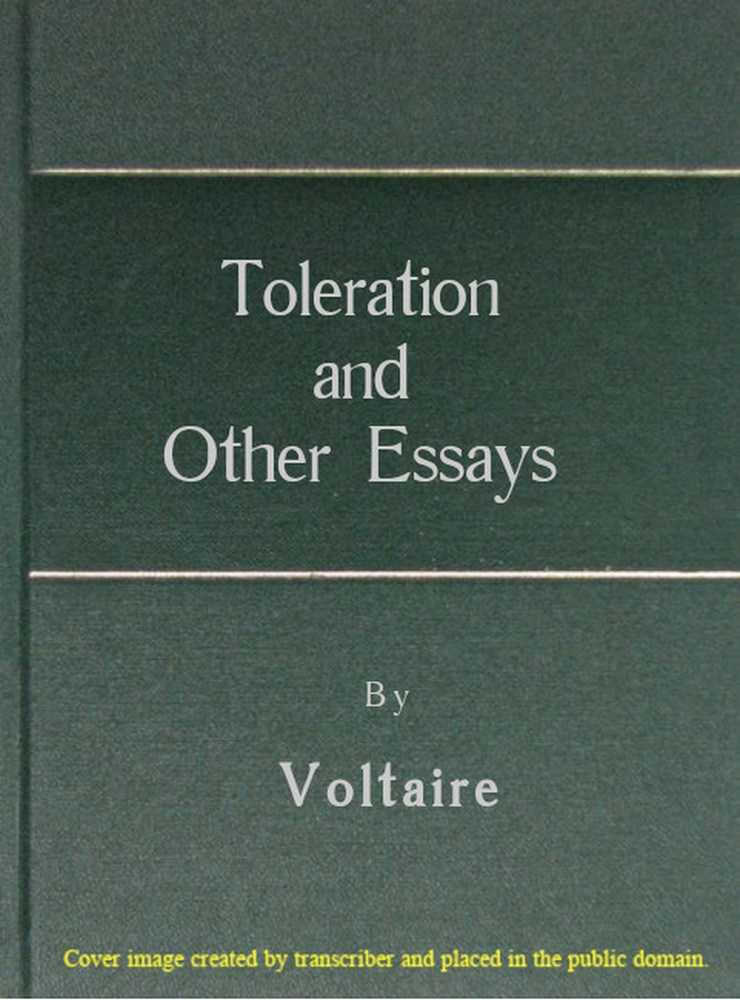 Toleration
and
Other Essays
By
Voltaire
Cover image created by transcriber and placed in the public domain.